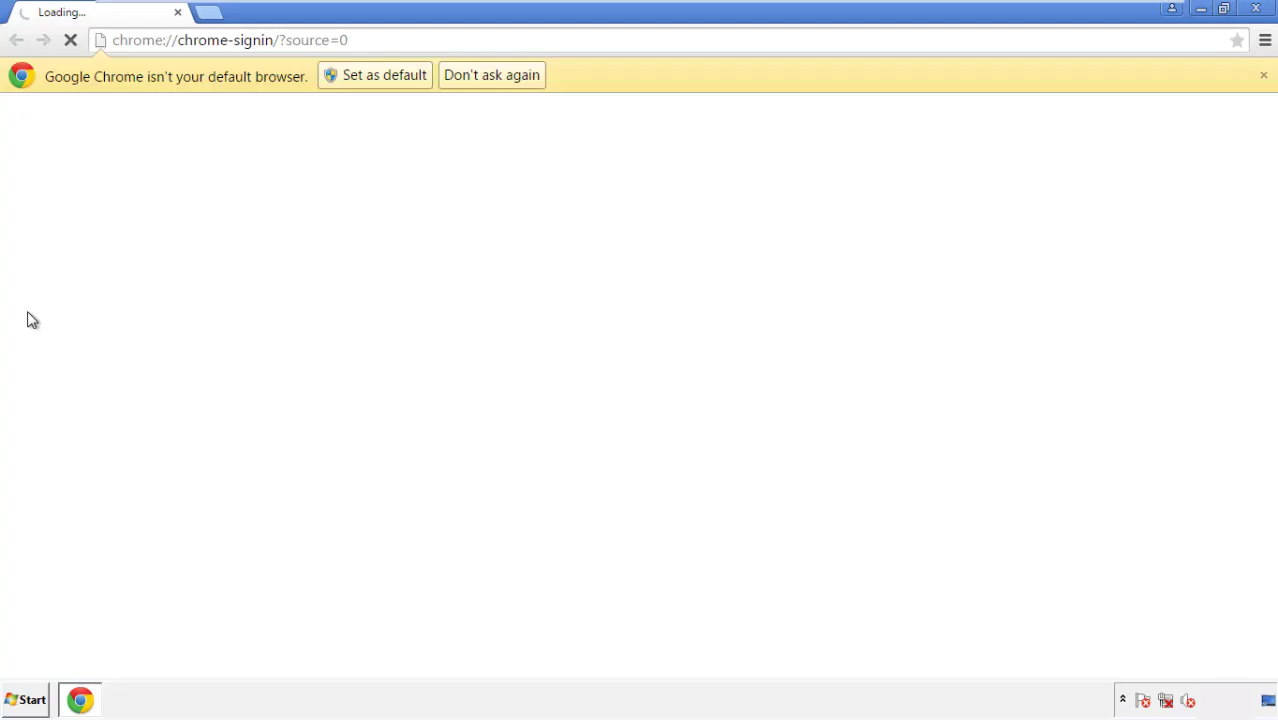 Loading...
chrome://chrome-signin/?source=0
Google Chrome isn't your default browser. Set as default Don't ask again
Start